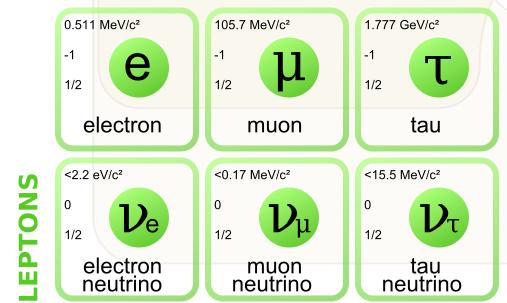 0.511 MeV/c²
-1
1/2
e
electron
105.7 MeV/c²
-1
1/2
μ
muon
1.777 GeV/c²
-1
1/2
τ
tau
LEPTONS
<2.2 eV/c²
0
1/2
νe
electron
neutrino
<0.17 MeV/c²
0
1/2
νμ
muon
neutrino
<15.5 MeV/c²
0
1/2
ντ
tau
neutrino